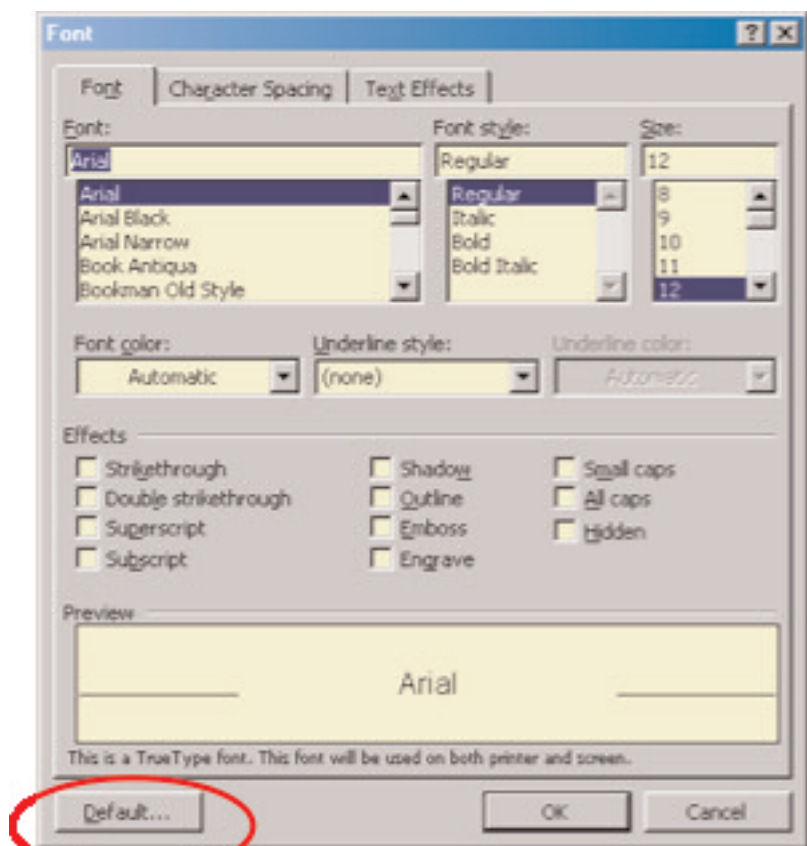 Font
Font Character Spacing Text Effects
Font: Font style: Size:
Arial Regular 12
Arial Regular 8
Arial Black Italic 9
Arial Narrow Bold 10
Book Antiqua Bold Italic 11
Bookman Old Style 12
Font color: Underline style: Underline color:
Automatic (none) Automatic
Effects
Strikethrough Shadow Small caps
Double strikethrough Outline All caps
Superscript Emboss Hidden
Subscript Engrave
Preview
Arial
This is a TrueType font. This font will be used on both printer and screen.
Default... OK Cancel